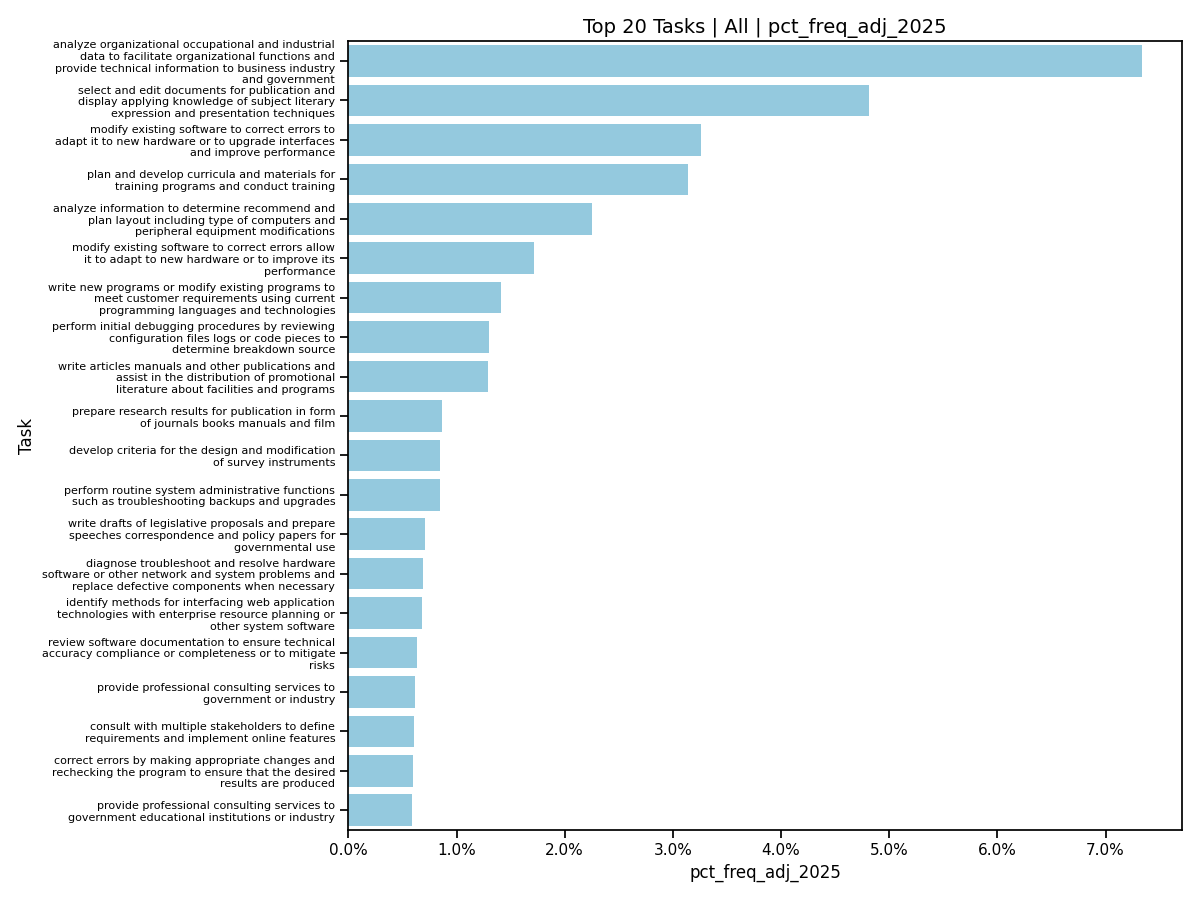 Top 20 Tasks | All | pct_freq_adj_2025
analyze organizational occupational and industrial
data to facilitate organizational functions and
provide technical information to business industry
and government
select and edit documents for publication and
display applying knowledge of subject literary
expression and presentation techniques
modify existing software to correct errors to
adapt it to new hardware or to upgrade interfaces
and improve performance
plan and develop curricula and materials for
training programs and conduct training
analyze information to determine recommend and
plan layout including type of computers and
peripheral equipment modifications
modify existing software to correct errors allow
it to adapt to new hardware or to improve its
performance
write new programs or modify existing programs to
meet customer requirements using current
programming languages and technologies
perform initial debugging procedures by reviewing
configuration files logs or code pieces to
determine breakdown source
write articles manuals and other publications and
assist in the distribution of promotional
literature about facilities and programs
prepare research results for publication in form
of journals books manuals and film
develop criteria for the design and modification
of survey instruments
perform routine system administrative functions
such as troubleshooting backups and upgrades
write drafts of legislative proposals and prepare
speeches correspondence and policy papers for
governmental use
diagnose troubleshoot and resolve hardware
software or other network and system problems and
replace defective components when necessary
identify methods for interfacing web application
technologies with enterprise resource planning or
other system software
review software documentation to ensure technical
accuracy compliance or completeness or to mitigate
risks
provide professional consulting services to
government or industry
consult with multiple stakeholders to define
requirements and implement online features
correct errors by making appropriate changes and
rechecking the program to ensure that the desired
results are produced
provide professional consulting services to
government educational institutions or industry
Task
0.0% 1.0% 2.0% 3.0% 4.0% 5.0% 6.0% 7.0%
pct_freq_adj_2025